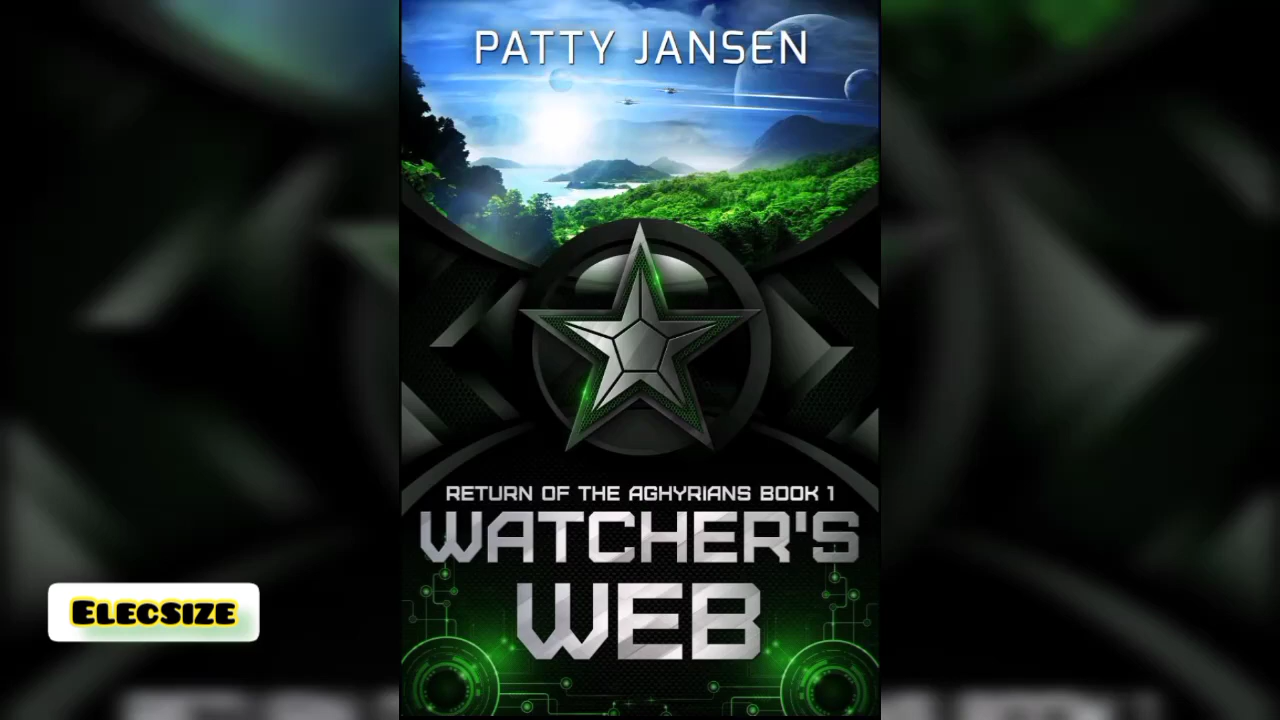 PATTY JANSEN
RETURN OF THE AGHYRIANS BOOK 1
WATCHER'S
WEB
ELECSIZE